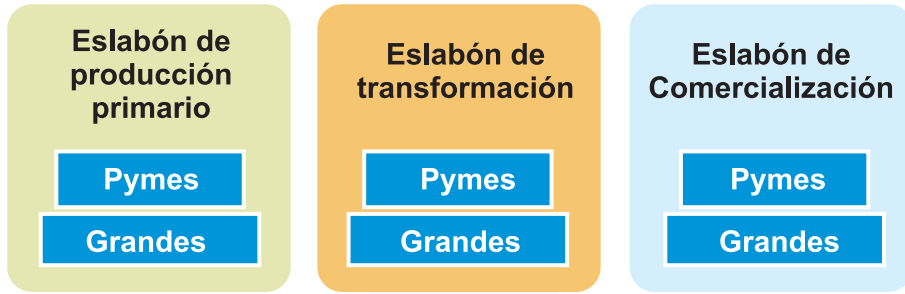 Eslabón de
producción
primario
Pymes
Grandes
Eslabón de
transformación
Pymes
Grandes
Eslabón de
Comercialización
Pymes
Grandes